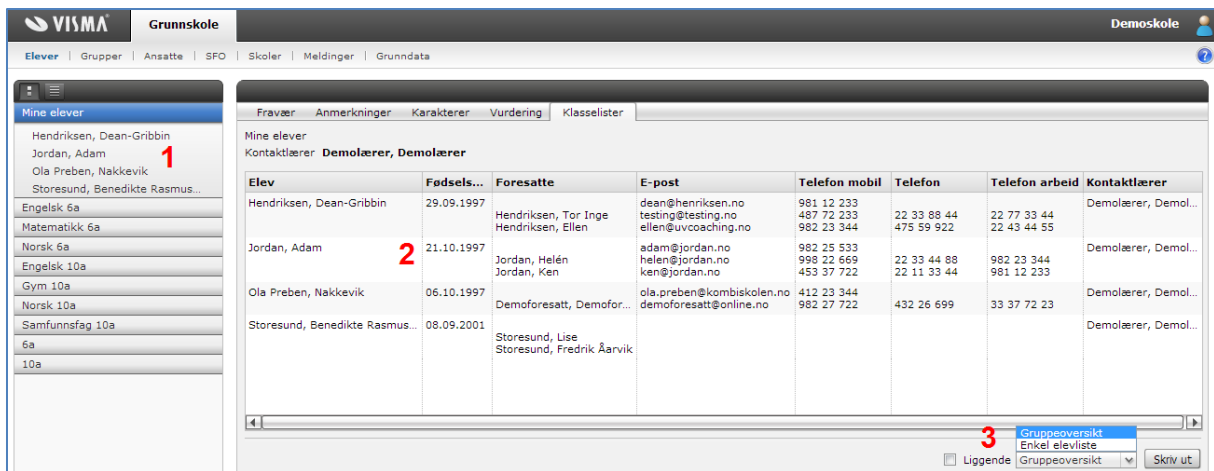 VISMA Grunnskole Demoskole
Elever | Grupper | Ansatte | SFO | Skoler | Meldinger | Grunndata ?
Mine elever
Hendriksen, Dean-Gribbin
Jordan, Adam
1
Ola Preben, Nakkevik
Storesund, Benedikte Rasmus...
Engelsk 6a
Matematikk 6a
Norsk 6a
Engelsk 10a
Gym 10a
Norsk 10a
Samfunnsfag 10a
6a
10a
Fravær Anmerkninger Karakterer Vurdering Klasselister
Mine elever
Kontaktlærer Demolærer, Demolærer
Elev Fødsels... Foresatte E-post Telefon mobil Telefon Telefon arbeid Kontaktlærer
Hendriksen, Dean-Gribbin 29.09.1997 dean@henriksen.no 981 12 233 Demolærer, Demol...
Hendriksen, Tor Inge testing@testing.no 487 72 233 22 33 88 44 22 77 33 44
Hendriksen, Ellen ellen@uvcoaching.no 982 23 344 475 59 922 22 43 44 55
Jordan, Adam 2 21.10.1997 adam@jordan.no 982 25 533 Demolærer, Demol...
Jordan, Helén helen@jordan.no 998 22 669 22 33 44 88 982 23 344
Jordan, Ken ken@jordan.no 453 37 722 22 11 33 44 981 12 233
Ola Preben, Nakkevik 06.10.1997 ola.preben@kombiskolen.no 412 23 344 Demolærer, Demol...
Demoforesatt, Demofor... demoforesatt@online.no 982 27 722 432 26 699 33 37 72 23
Storesund, Benedikte Rasmus... 08.09.2001 Demolærer, Demol...
Storesund, Lise
Storesund, Fredrik Åarvik
3
Gruppeoversikt
Enkel elevliste
Liggende Gruppeoversikt Skriv ut